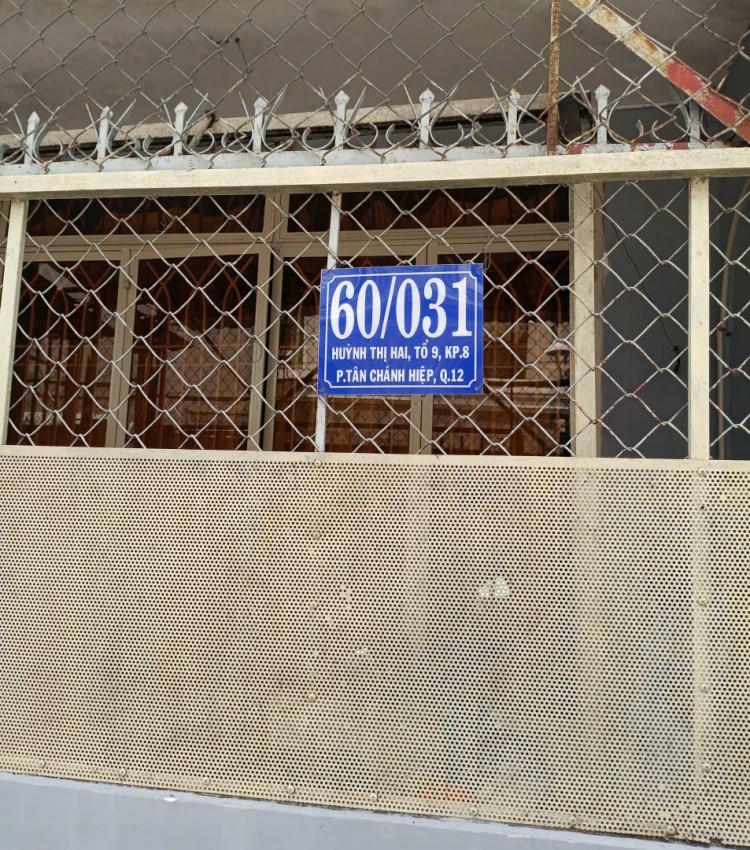 60/031
HUỲNH THỊ HAI, TỔ 9, KP.8
P.TÂN CHÁNH HIỆP, Q.12